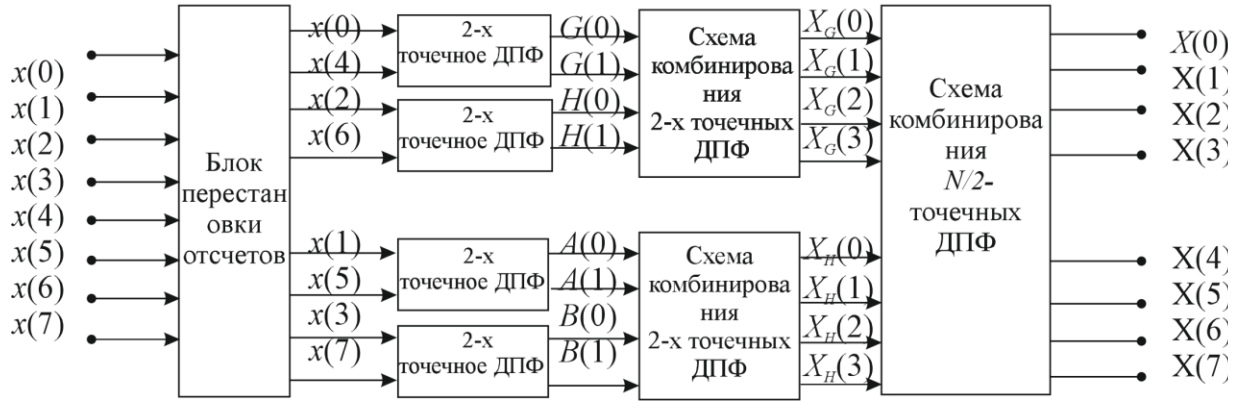 x(0)
x(1)
x(2)
x(3)
x(4)
x(5)
x(6)
x(7)
Блок
перестан
овки
отсчетов
x(0)
x(4)
x(2)
x(6)
x(1)
x(5)
x(3)
x(7)
2-х
точечное ДПФ
2-х
точечное ДПФ
2-х
точечное ДПФ
2-х
точечное ДПФ
G(0)
G(1)
H(0)
H(1)
A(0)
A(1)
B(0)
B(1)
Схема
комбинирова
ния
2-х точечных
ДПФ
Схема
комбинирова
ния
2-х точечных
ДПФ
X_G(0)
X_G(1)
X_G(2)
X_G(3)
X_H(0)
X_H(1)
X_H(2)
X_H(3)
Схема
комбинирова
ния
N/2-
точечных
ДПФ
X(0)
X(1)
X(2)
X(3)
X(4)
X(5)
X(6)
X(7)